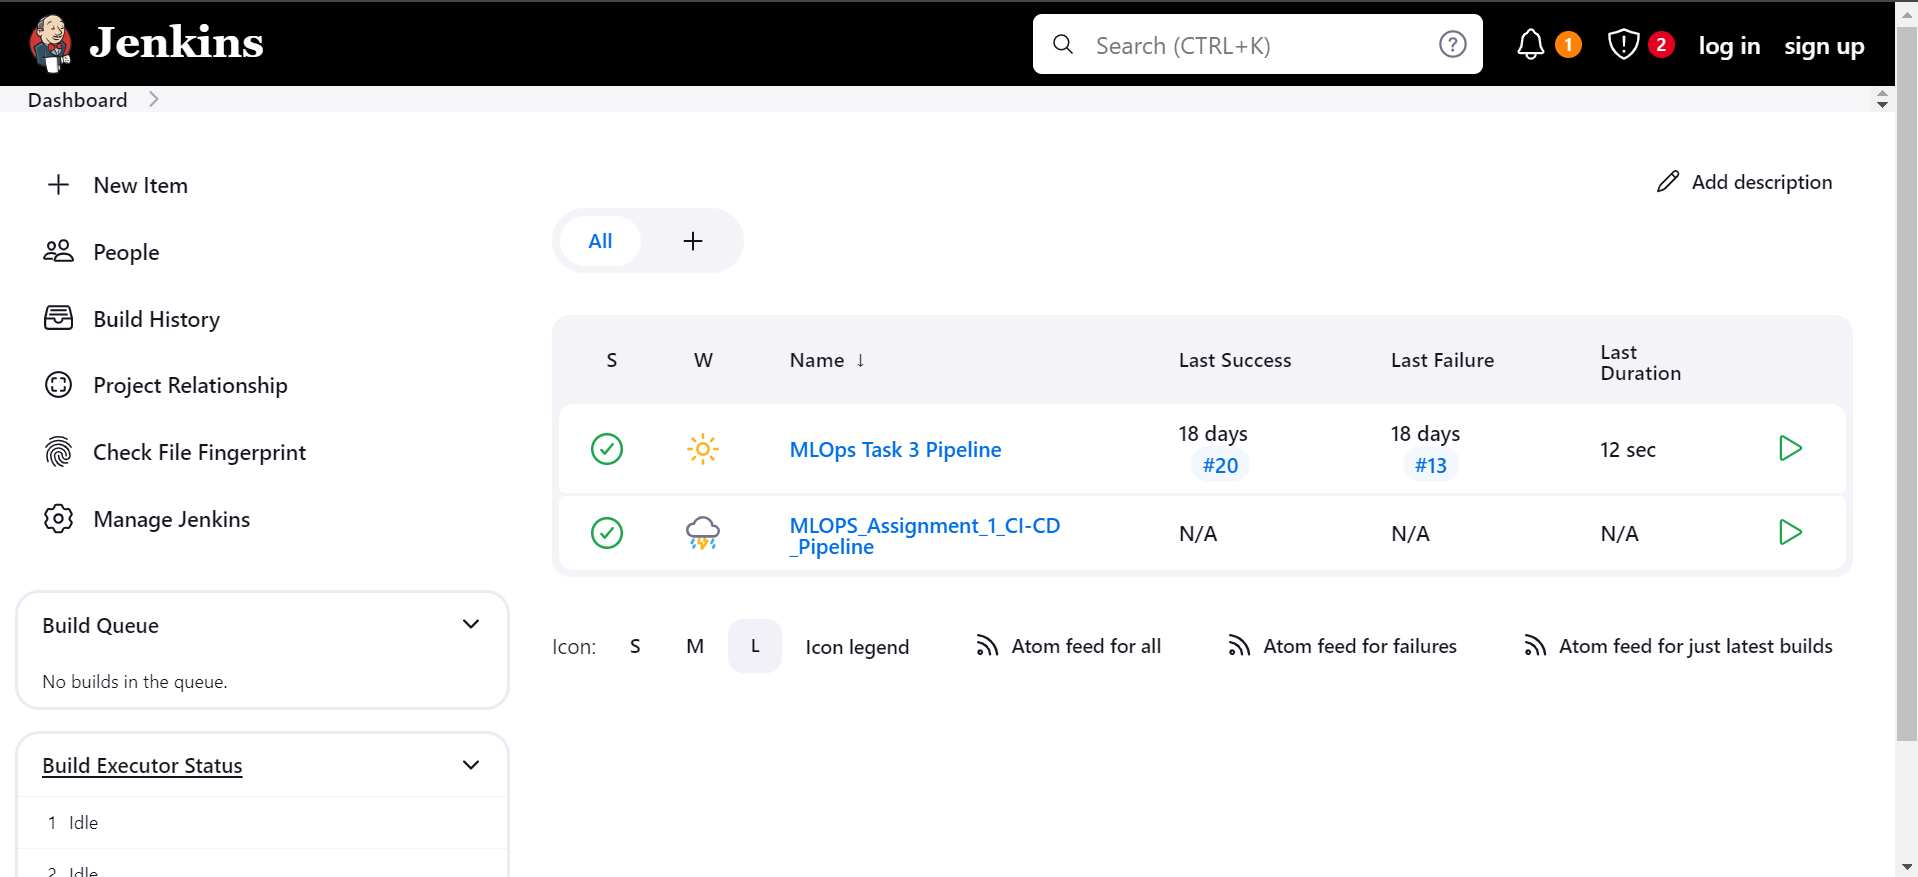 Jenkins
Search (CTRL+K)
?
1
2
log in
sign up
Dashboard
New Item
People
Build History
Project Relationship
Check File Fingerprint
Manage Jenkins
Build Queue
No builds in the queue.
Build Executor Status
1 Idle
2 Idle
Add description
All
S W Name ↓ Last Success Last Failure Last
Duration
MLOps Task 3 Pipeline 18 days #20 18 days #13 12 sec
MLOPS_Assignment_1_CI-CD
_Pipeline N/A N/A N/A
Icon: S M L Icon legend Atom feed for all Atom feed for failures Atom feed for just latest builds